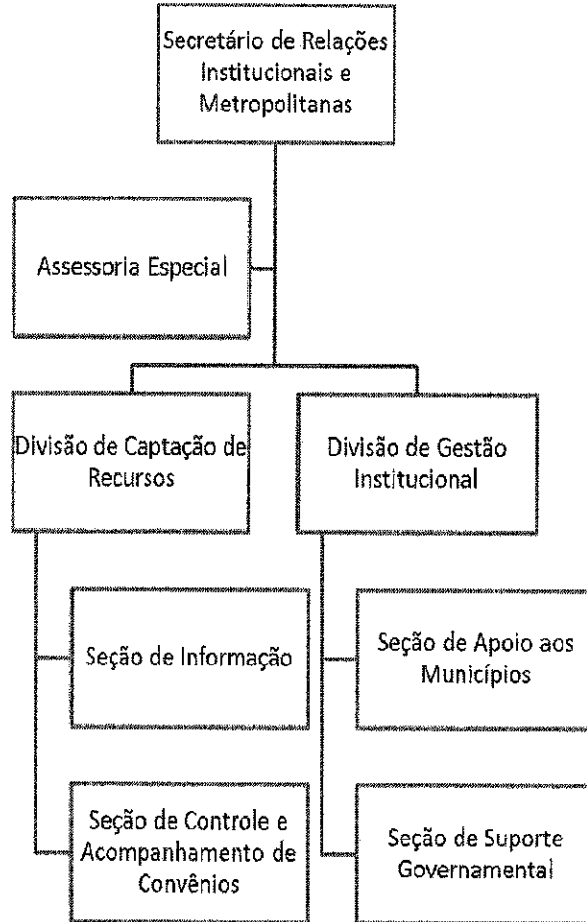 Secretário de Relações
Institucionais e
Metropolitanas
Assessoria Especial
Divisão de Captação de
Recursos
Divisão de Gestão
Institucional
Seção de Informação
Seção de Apoio aos
Municípios
Seção de Controle e
Acompanhamento de
Convênios
Seção de Suporte
Governamental